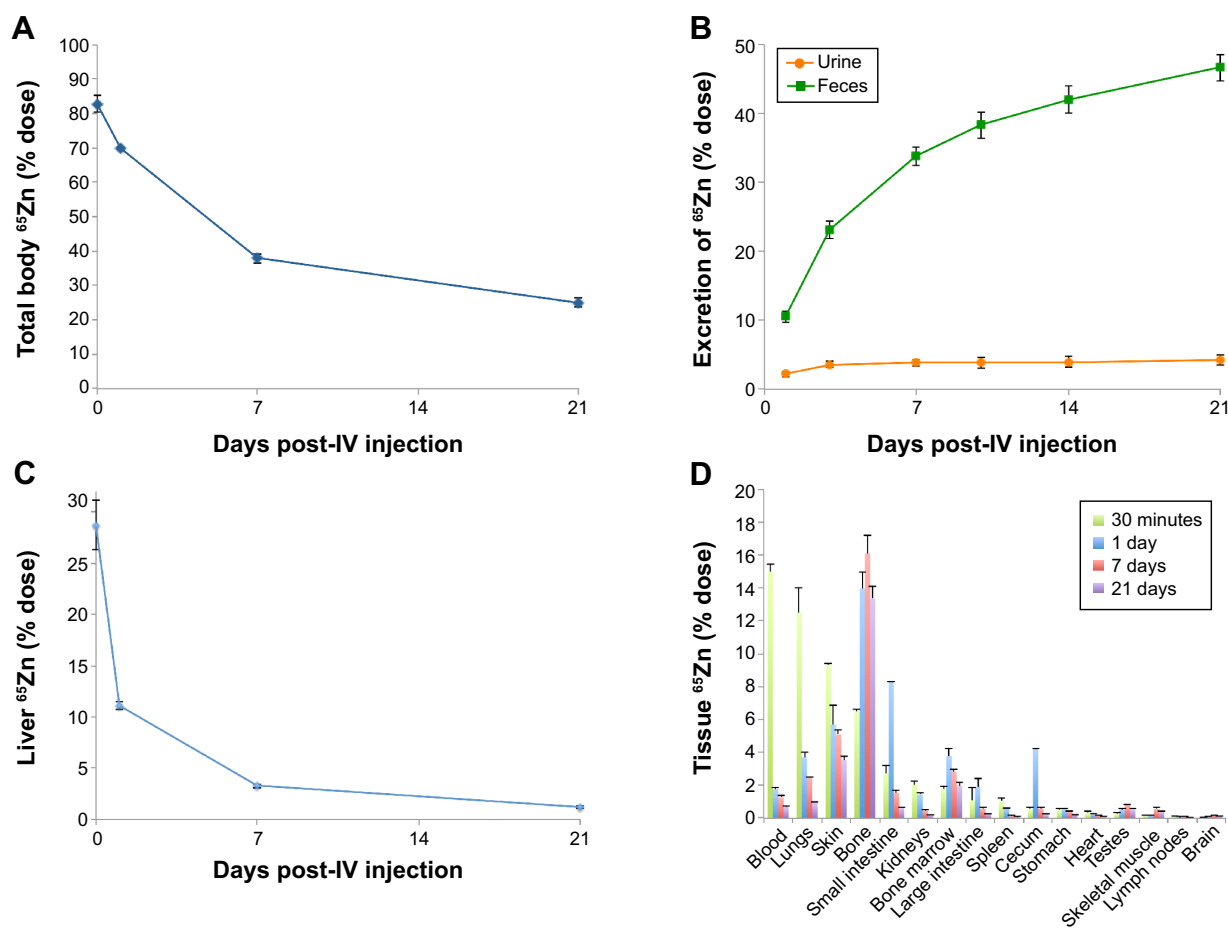 A
100
90
80
70
60
50
40
30
20
10
0
Total body ⁶⁵Zn (% dose)
0 7 14 21
Days post-IV injection
B
50
40
30
20
10
0
Excretion of ⁶⁵Zn (% dose)
Urine
Feces
0 7 14 21
Days post-IV injection
C
30
25
20
15
10
5
0
Liver ⁶⁵Zn (% dose)
0 7 14 21
Days post-IV injection
D
20
18
16
14
12
10
8
6
4
2
0
Tissue ⁶⁵Zn (% dose)
30 minutes
1 day
7 days
21 days
Blood
Lungs
Skin
Bone
Small intestine
Kidneys
Bone marrow
Large intestine
Spleen
Cecum
Stomach
Heart
Testes
Skeletal muscle
Lymph nodes
Brain